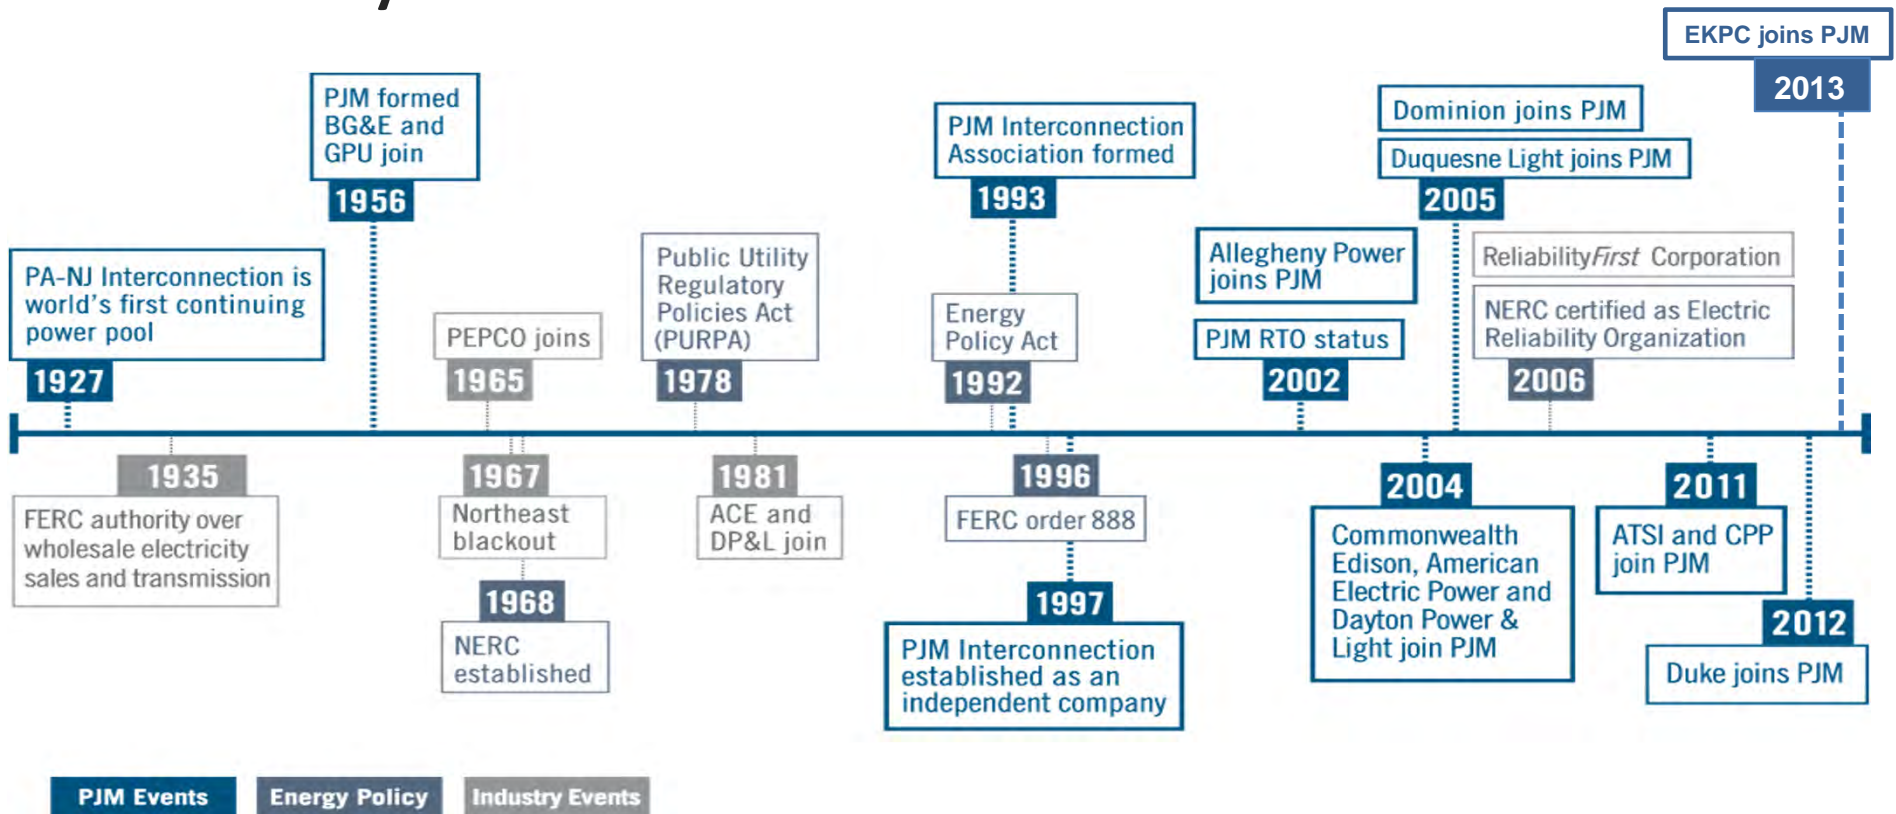 EKPC joins PJM
2013
PJM formed
BG&E and
GPU join
1956
PJM Interconnection
Association formed
1993
Dominion joins PJM
Duquesne Light joins PJM
2005
PA-NJ Interconnection is
world's first continuing
power pool
1927
PEPCO joins
1965
Public Utility
Regulatory
Policies Act
(PURPA)
1978
Energy
Policy Act
1992
Allegheny Power
joins PJM
PJM RTO status
2002
ReliabilityFirst Corporation
NERC certified as Electric
Reliability Organization
2006
1935
FERC authority over
wholesale electricity
sales and transmission
1967
Northeast
blackout
1968
NERC
established
1981
ACE and
DP&L join
1996
FERC order 888
1997
PJM Interconnection
established as an
independent company
2004
Commonwealth
Edison, American
Electric Power and
Dayton Power &
Light join PJM
2011
ATSI and CPP
join PJM
2012
Duke joins PJM
PJM Events
Energy Policy
Industry Events